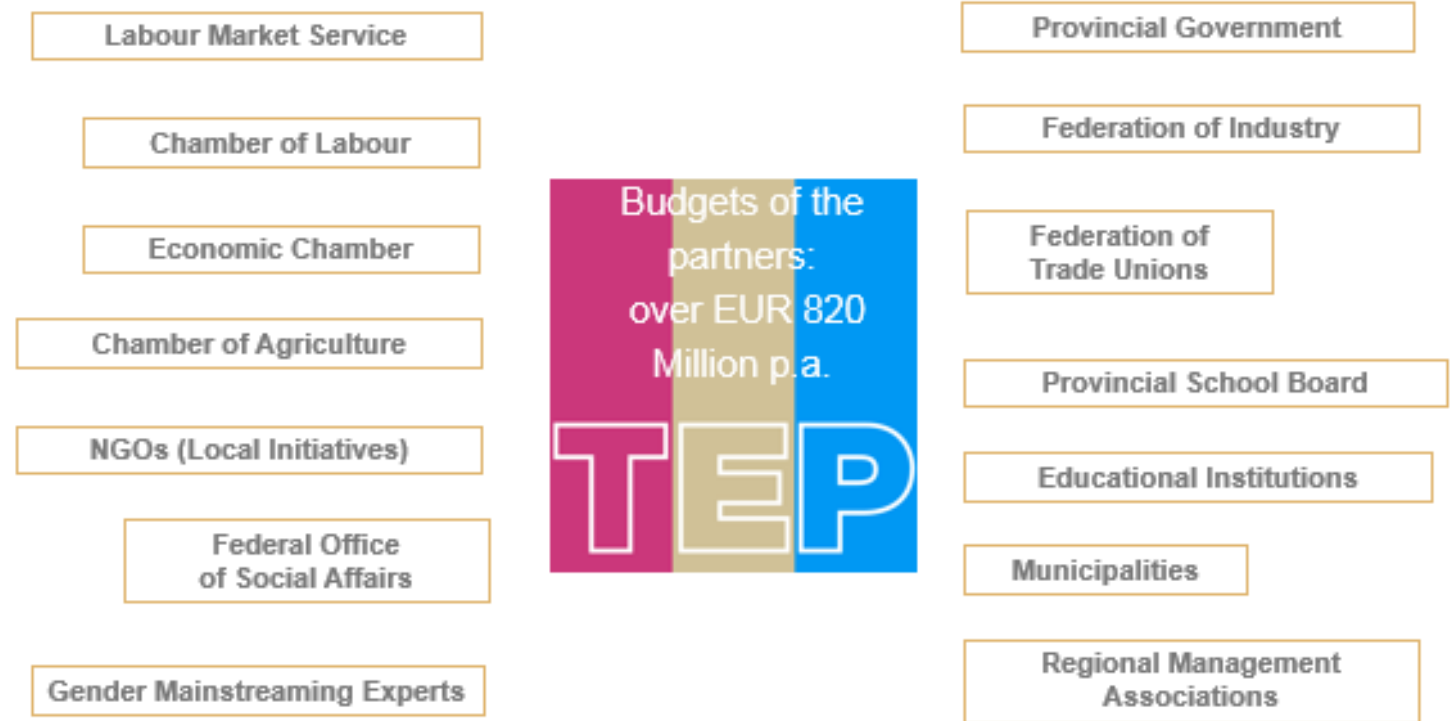 Labour Market Service
Chamber of Labour
Economic Chamber
Chamber of Agriculture
NGOs (Local Initiatives)
Federal Office
of Social Affairs
Gender Mainstreaming Experts
Budgets of the
partners:
over EUR 820
Million p.a.
TEP
Provincial Government
Federation of Industry
Federation of
Trade Unions
Provincial School Board
Educational Institutions
Municipalities
Regional Management
Associations